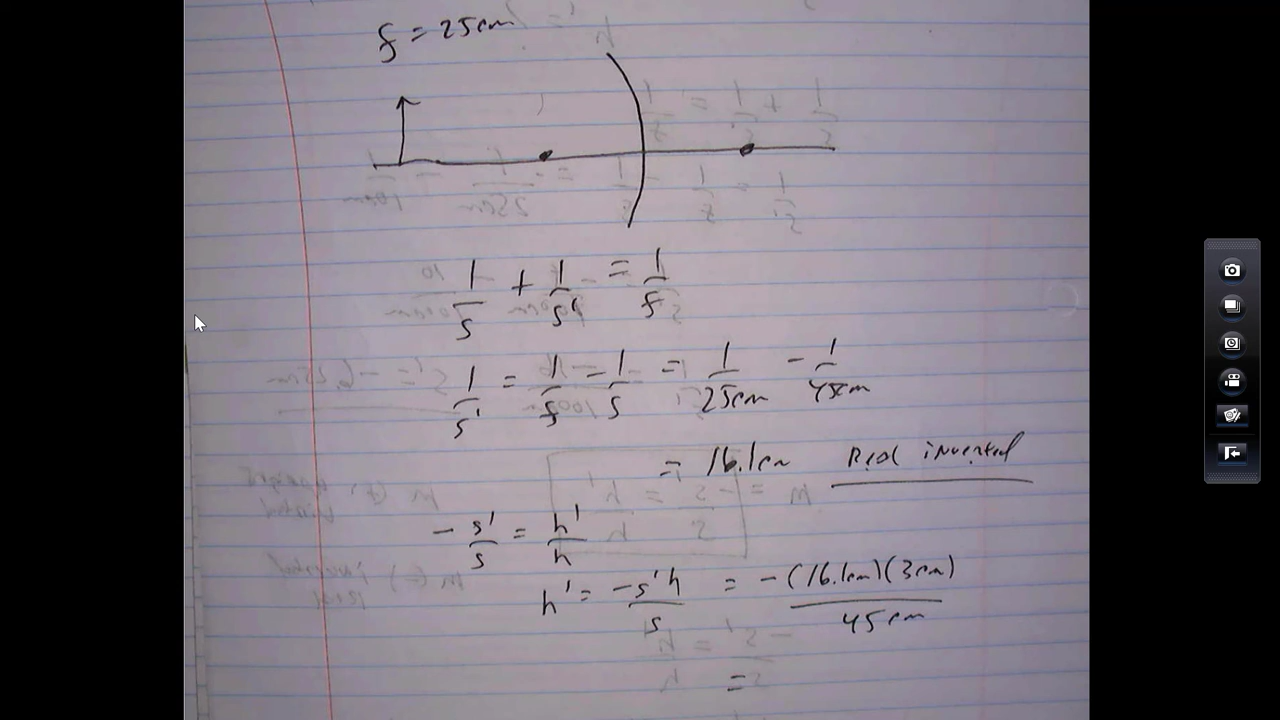 f = 25cm
1/s + 1/s' = 1/f
1/s' = 1/f - 1/s = 1/25cm - 1/45cm
= 16.1cm Real inverted
- s'/s = h'/h
h' = -s'h/s = -(16.1cm)(3cm)/45cm
=